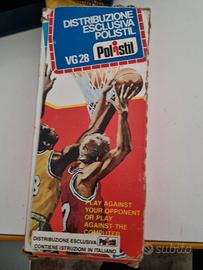 DISTRIBUZIONE
ESCLUSIVA
POLISTIL
VG 28
Polistil
PLAY AGAINST
YOUR OPPONENT
OR PLAY
AGAINST THE
COMPUTER
DISTRIBUZIONE ESCLUSIVA Polistil
CONTIENE ISTRUZIONI IN ITALIANO
subito